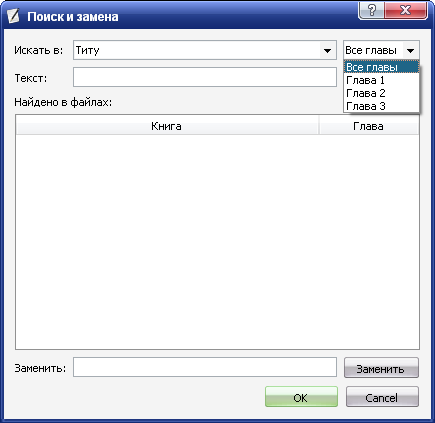 Поиск и замена
Искать в: Титу Все главы
Все главы
Глава 1
Глава 2
Глава 3
Текст:
Найдено в файлах:
Книга Глава
Заменить: Заменить
OK Cancel